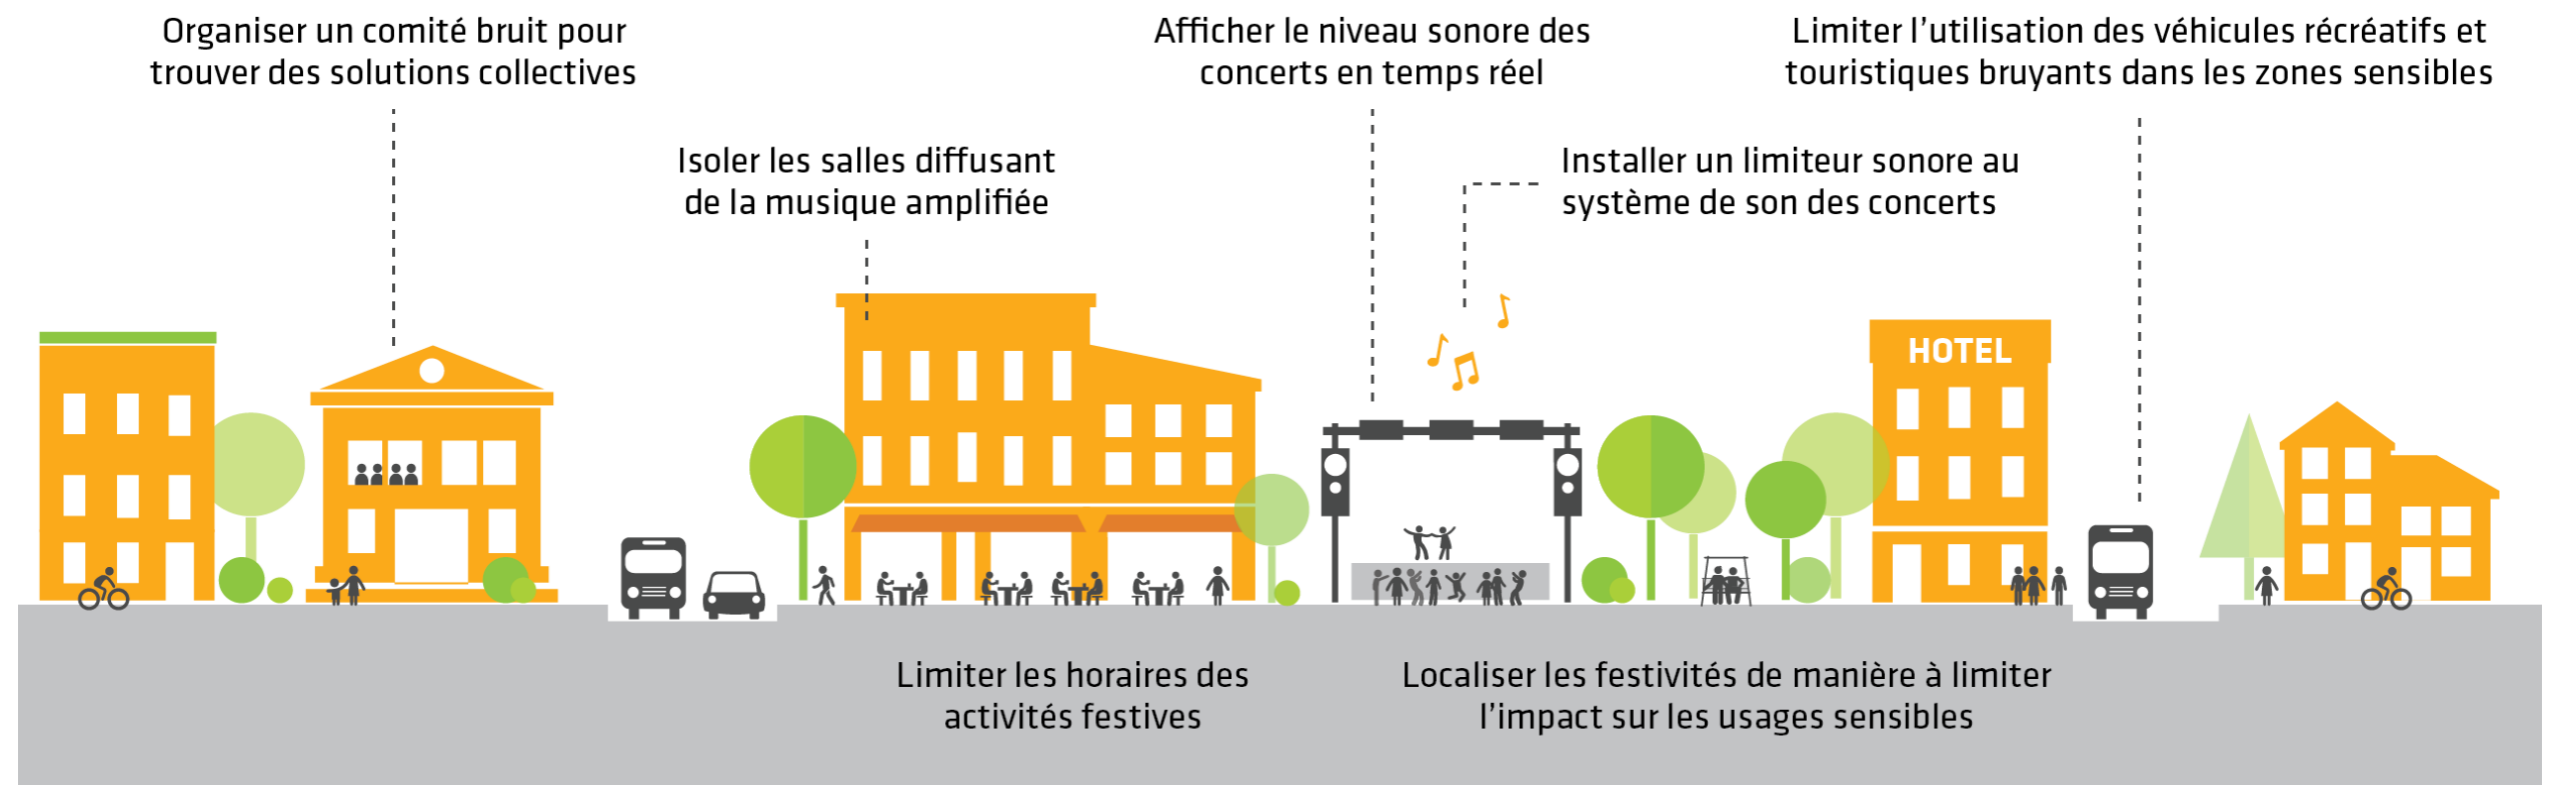 Organiser un comité bruit pour
trouver des solutions collectives
Isoler les salles diffusant
de la musique amplifiée
Afficher le niveau sonore des
concerts en temps réel
Installer un limiteur sonore au
système de son des concerts
Limiter l’utilisation des véhicules récréatifs et
touristiques bruyants dans les zones sensibles
HOTEL
Limiter les horaires des
activités festives
Localiser les festivités de manière à limiter
l’impact sur les usages sensibles